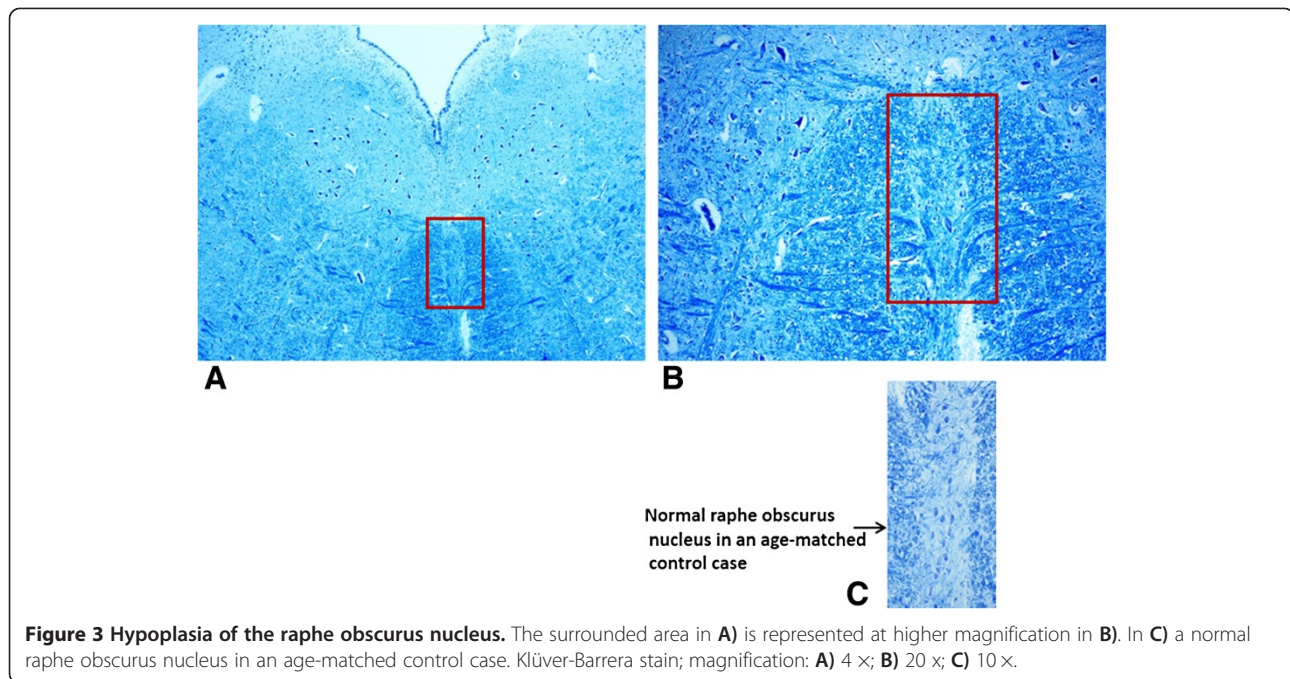 A
B
Normal raphe obscurus
nucleus in an age-matched
control case
C
Figure 3 Hypoplasia of the raphe obscurus nucleus. The surrounded area in A) is represented at higher magnification in B). In C) a normal
raphe obscurus nucleus in an age-matched control case. Klüver-Barrera stain; magnification: A) 4 ×; B) 20 x; C) 10 ×.